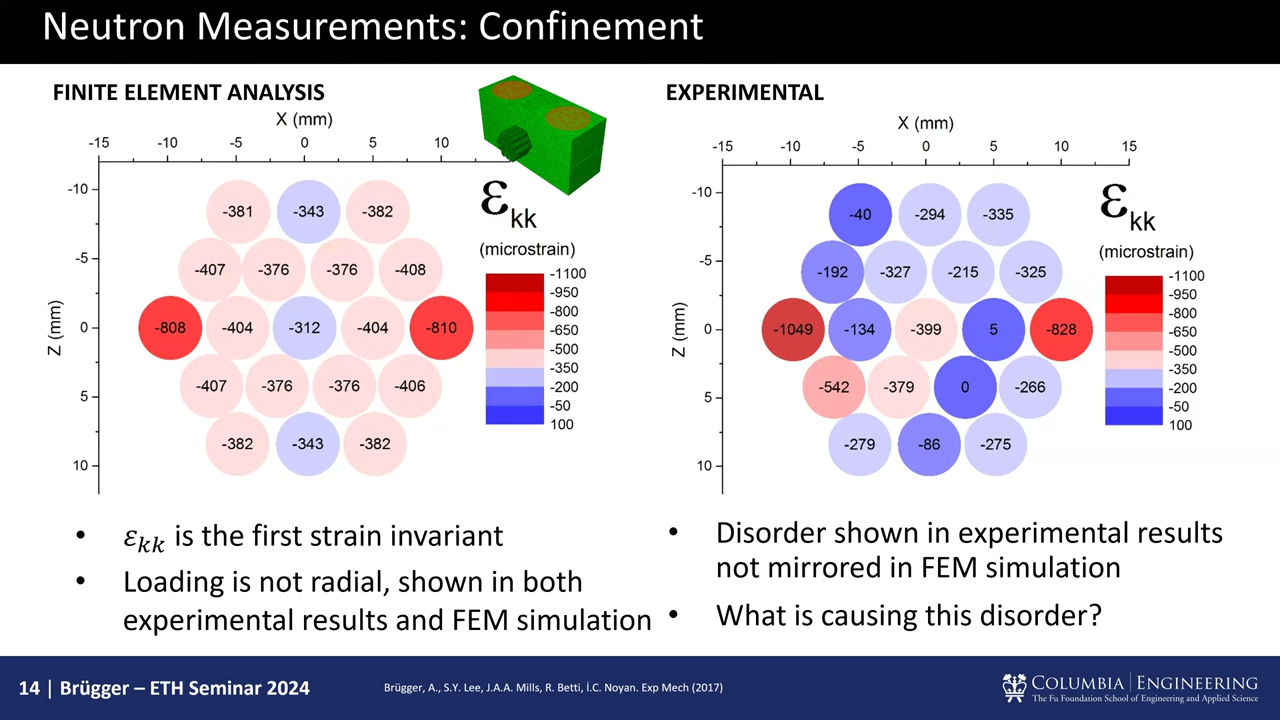 Neutron Measurements: Confinement
FINITE ELEMENT ANALYSIS
X (mm)
-15 -10 -5 0 5 10
Z (mm)
-10
-5
0
5
10
-381 -343 -382
-407 -376 -376 -408
-808 -404 -312 -404 -810
-407 -376 -376 -406
-382 -343 -382
εkk
(microstrain)
-1100
-950
-800
-650
-500
-350
-200
-50
100
• 𝜀𝑘𝑘 is the first strain invariant
• Loading is not radial, shown in both
experimental results and FEM simulation
EXPERIMENTAL
X (mm)
-15 -10 -5 0 5 10 15
Z (mm)
-10
-5
0
5
10
-40 -294 -335
-192 -327 -215 -325
-1049 -134 -399 5 -828
-542 -379 0 -266
-279 -86 -275
εkk
(microstrain)
-1100
-950
-800
-650
-500
-350
-200
-50
100
• Disorder shown in experimental results
not mirrored in FEM simulation
• What is causing this disorder?
14 | Brügger – ETH Seminar 2024
Brügger, A., S.Y. Lee, J.A.A. Mills, R. Betti, İ.C. Noyan. Exp Mech (2017)
COLUMBIA | ENGINEERING
The Fu Foundation School of Engineering and Applied Science